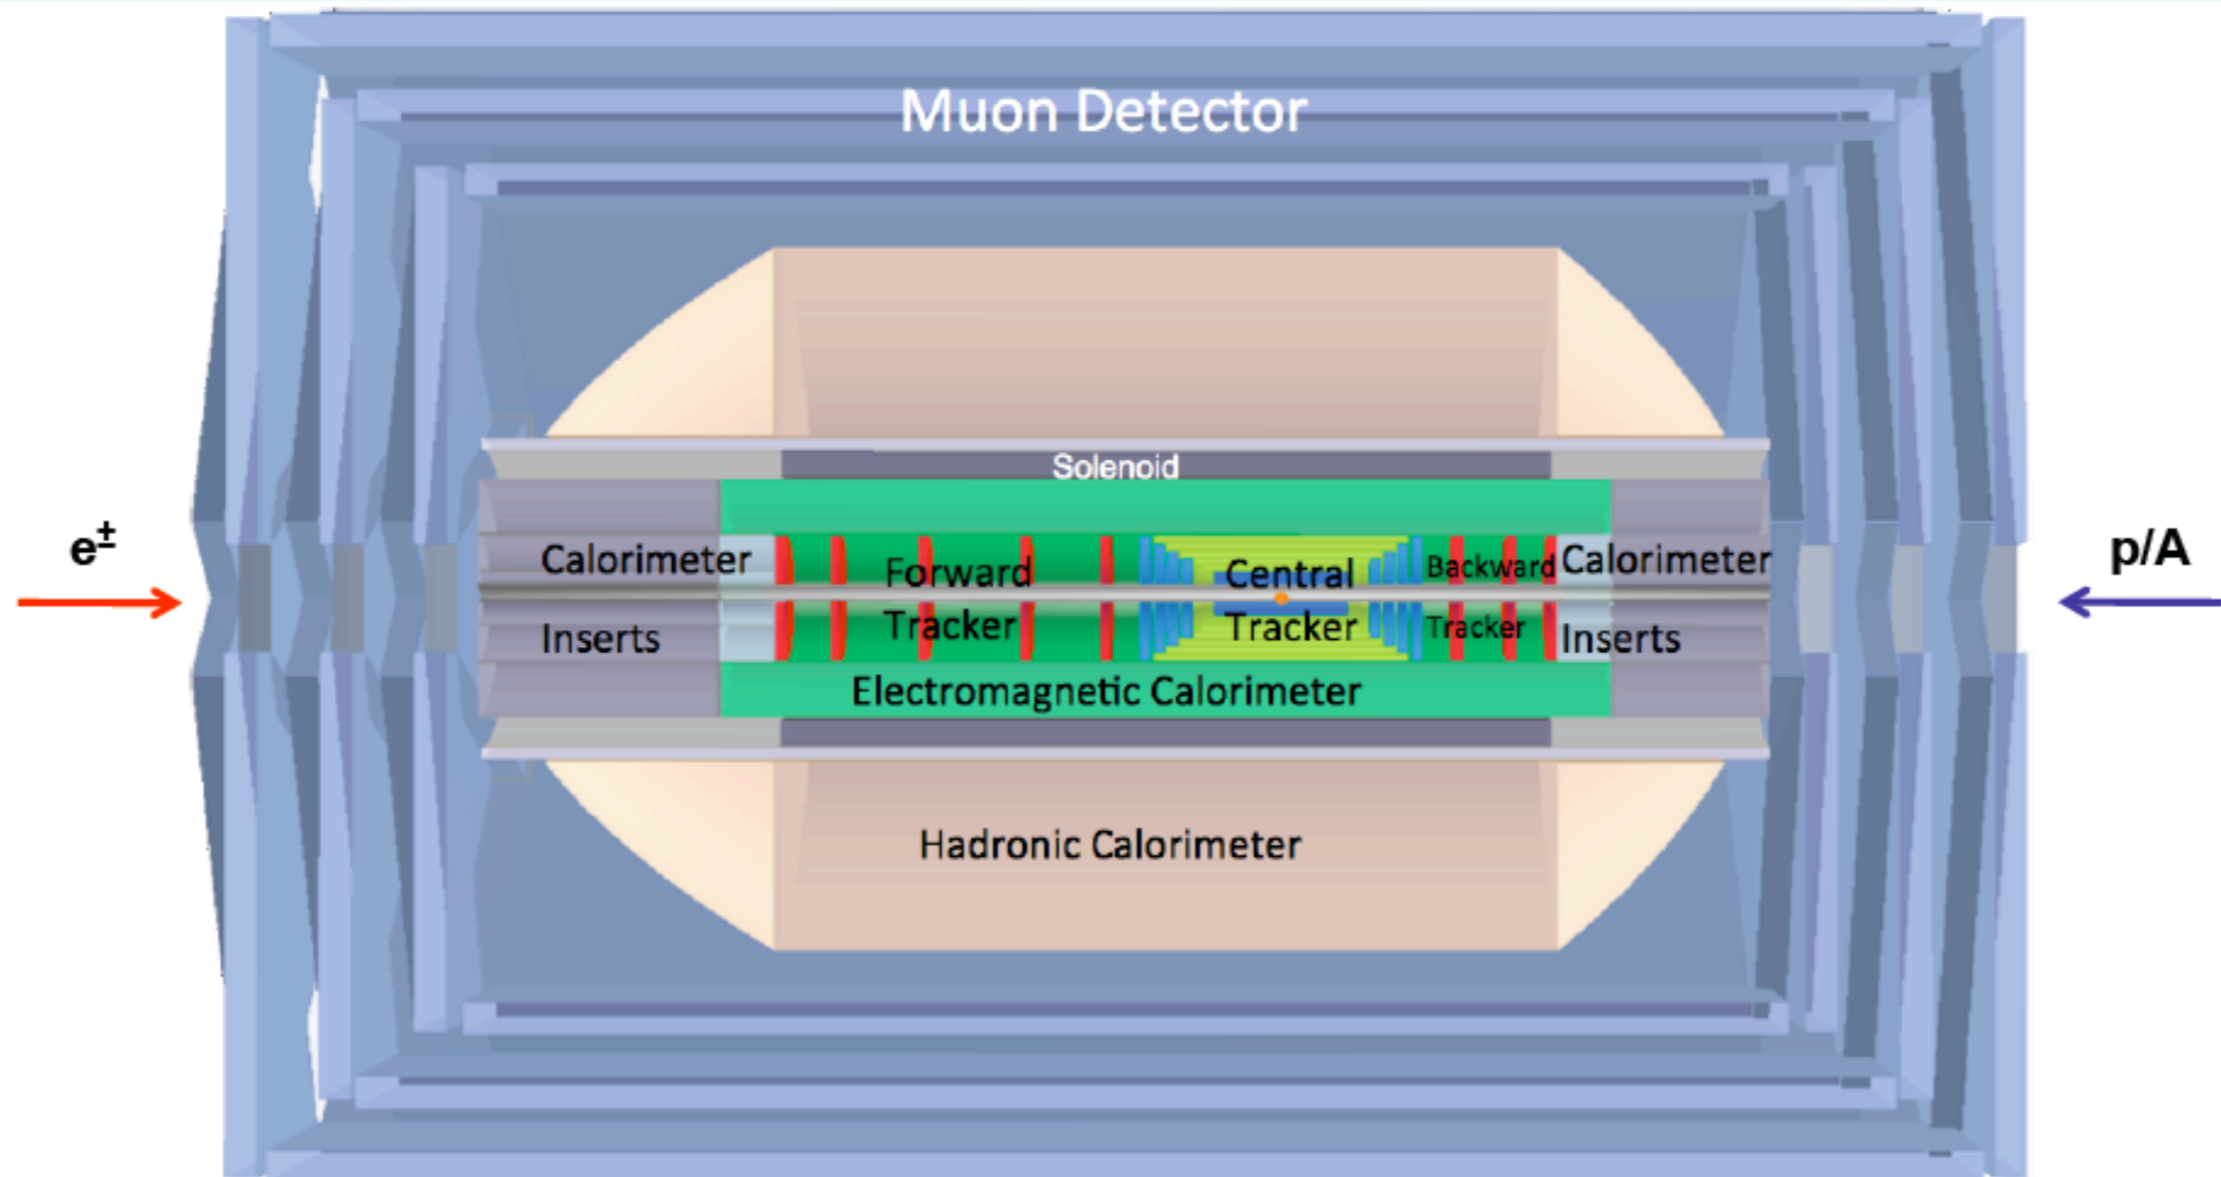 Muon Detector
Solenoid
e±
p/A
Calorimeter
Inserts
Forward
Tracker
Central
Tracker
Backward
Tracker
Calorimeter
Inserts
Electromagnetic Calorimeter
Hadronic Calorimeter